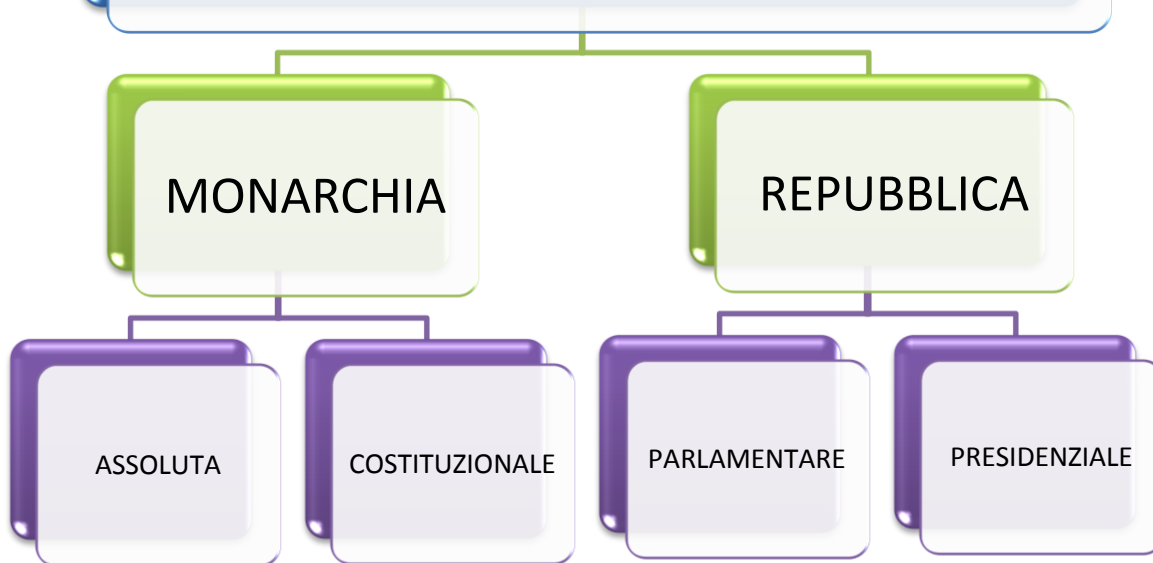 MONARCHIA
REPUBBLICA
ASSOLUTA
COSTITUZIONALE
PARLAMENTARE
PRESIDENZIALE